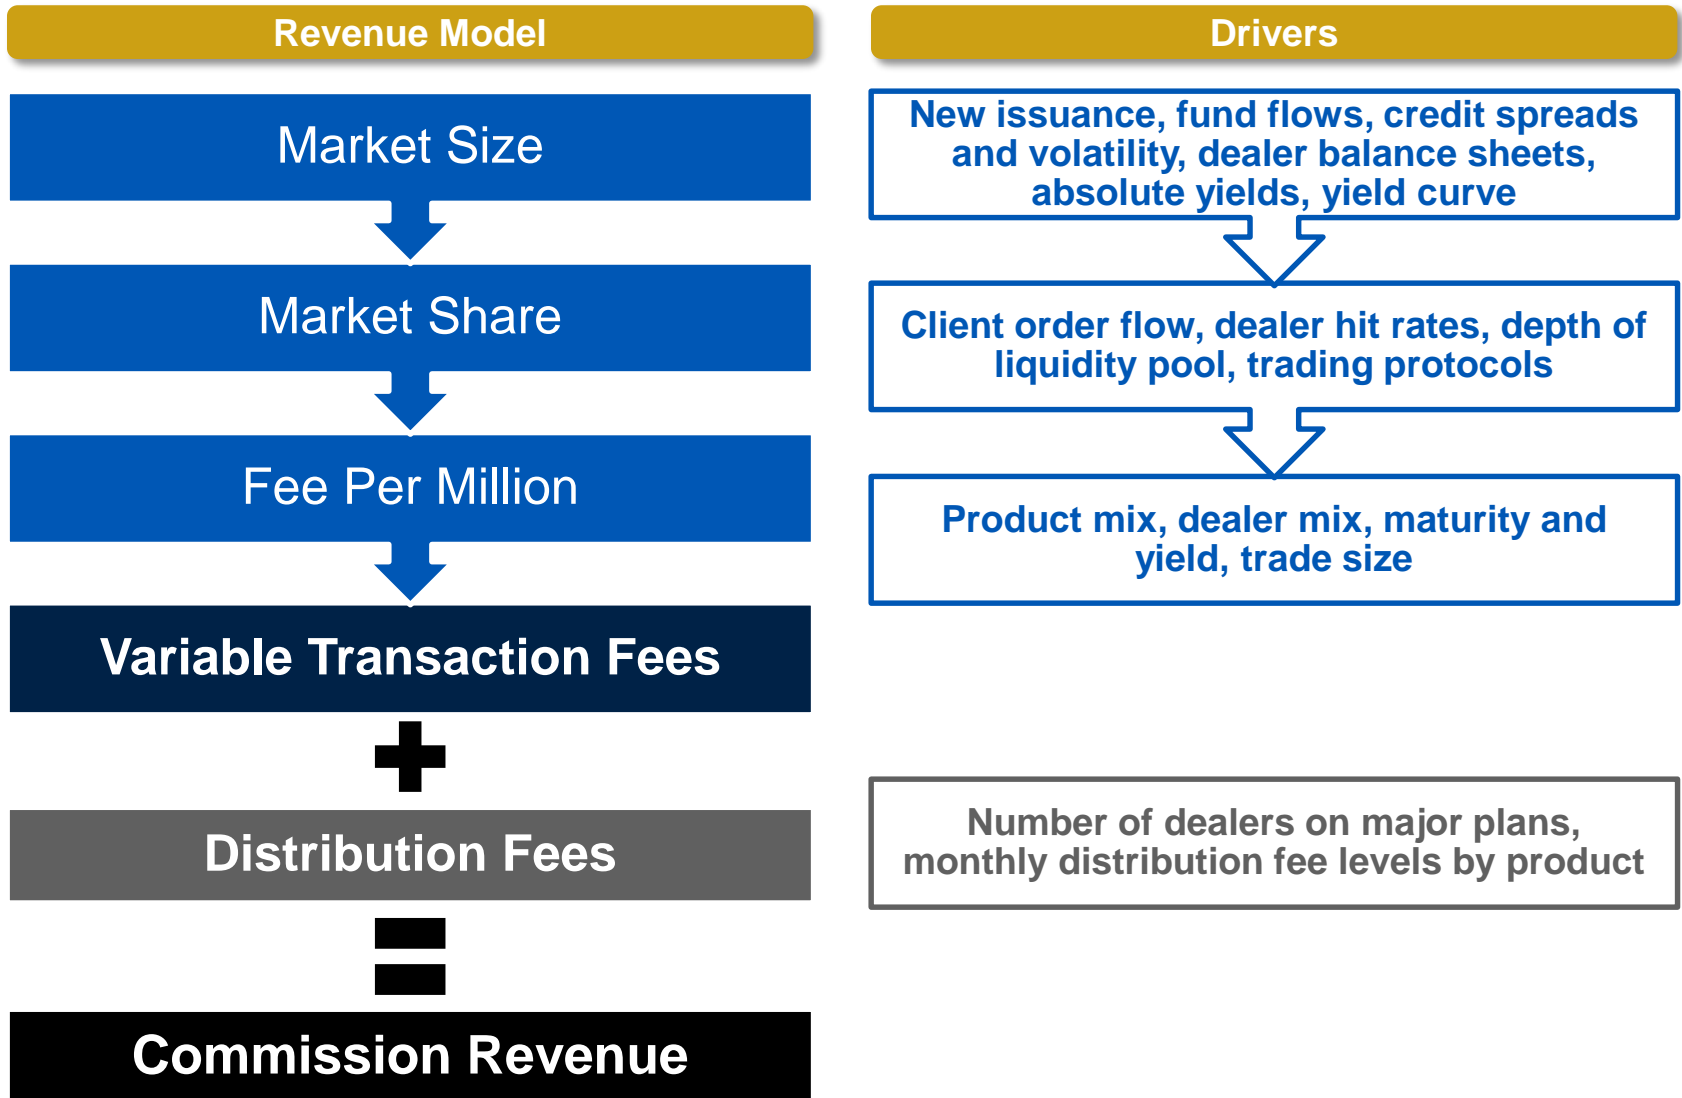 Revenue Model
Drivers
Market Size
New issuance, fund flows, credit spreads
and volatility, dealer balance sheets,
absolute yields, yield curve
Market Share
Client order flow, dealer hit rates, depth of
liquidity pool, trading protocols
Fee Per Million
Product mix, dealer mix, maturity and
yield, trade size
Variable Transaction Fees
+
Distribution Fees
Number of dealers on major plans,
monthly distribution fee levels by product
=
Commission Revenue